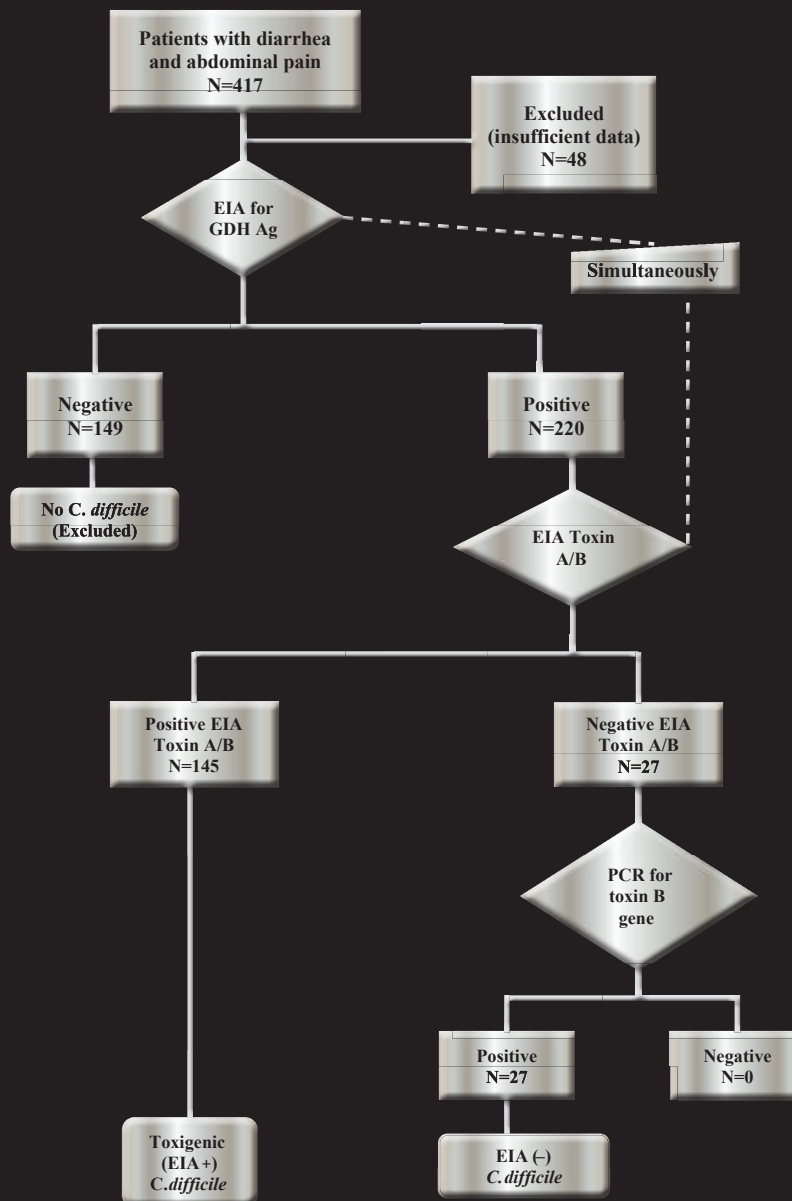 Patients with diarrhea
and abdominal pain
N=417
Excluded
(insufficient data)
N=48
EIA for
GDH Ag
Simultaneously
Negative
N=149
Positive
N=220
No C. difficile
(Excluded)
EIA Toxin
A/B
Positive EIA
Toxin A/B
N=145
Negative EIA
Toxin A/B
N=27
PCR for
toxin B
gene
Positive
N=27
Negative
N=0
Toxigenic
(EIA+)
C.difficile
EIA (–)
C.difficile